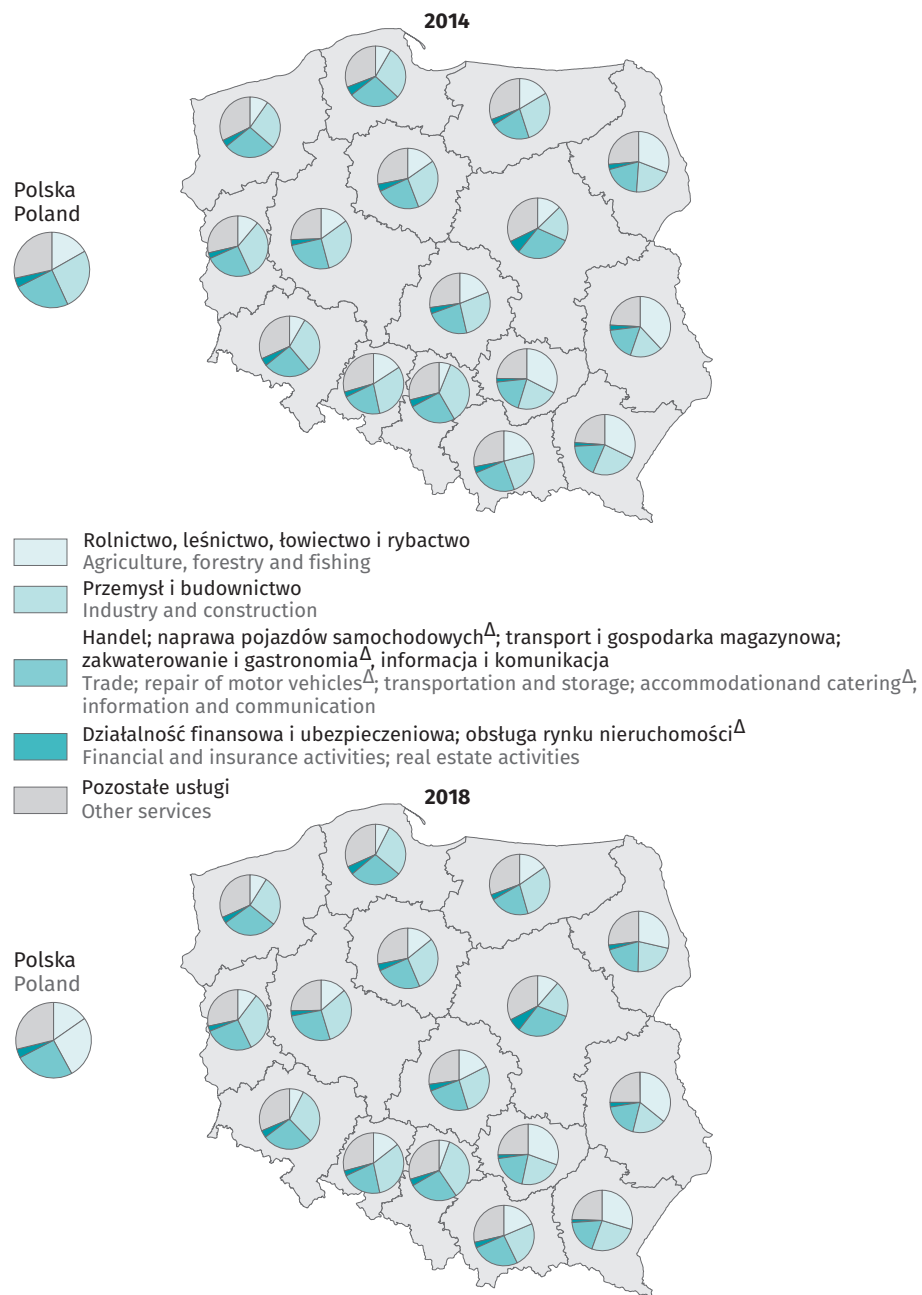 2014
Polska
Poland
Rolnictwo, leśnictwo, łowiectwo i rybactwo
Agriculture, forestry and fishing
Przemysł i budownictwo
Industry and construction
Handel; naprawa pojazdów samochodowychΔ; transport i gospodarka magazynowa;
zakwaterowanie i gastronomiaΔ, informacja i komunikacja
Trade; repair of motor vehiclesΔ; transportation and storage; accommodationand cateringΔ;
information and communication
Działalność finansowa i ubezpieczeniowa; obsługa rynku nieruchomościΔ
Financial and insurance activities; real estate activities
Pozostałe usługi
Other services
2018
Polska
Poland